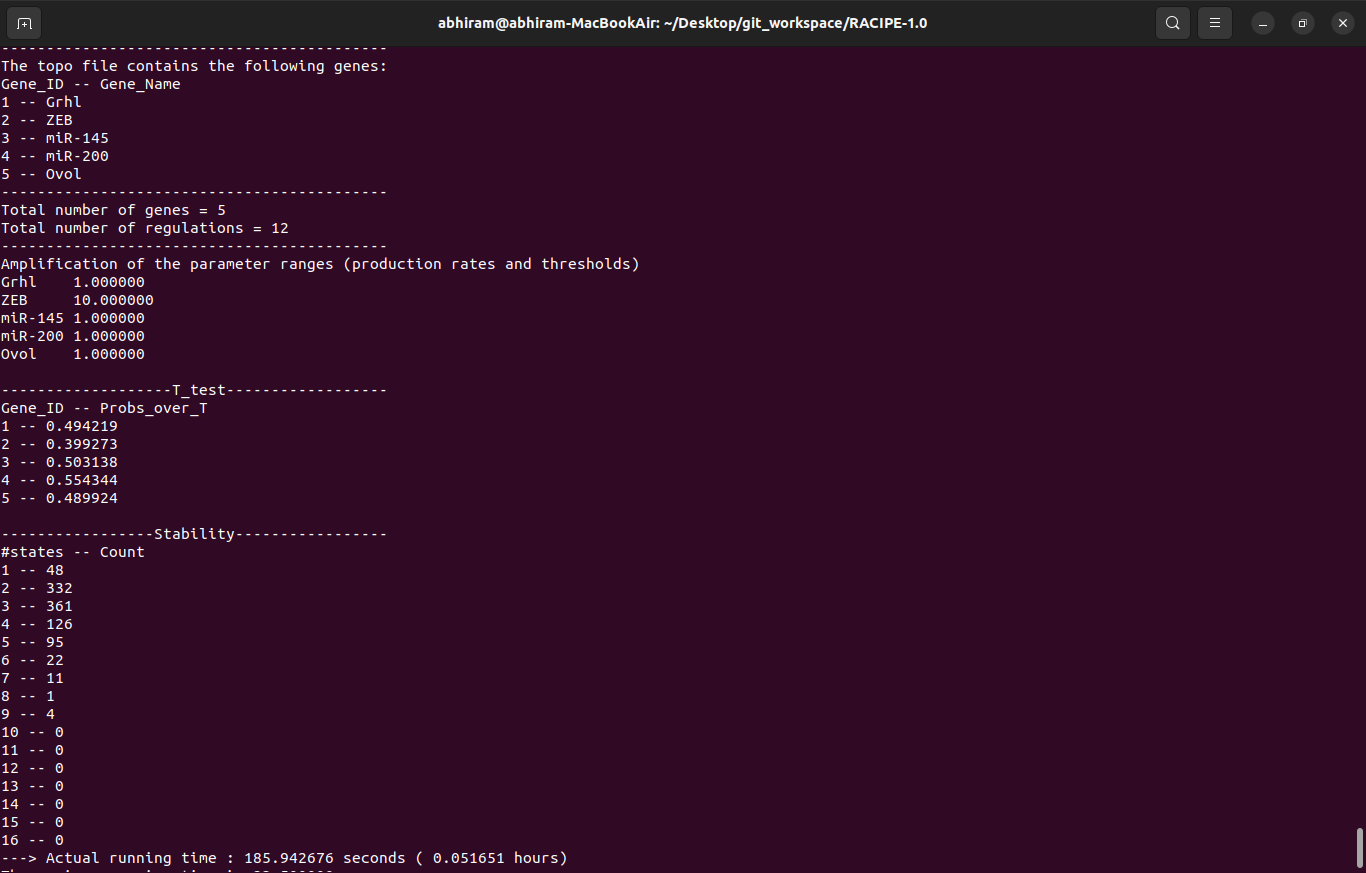 abhiram@abhiram-MacBookAir: ~/Desktop/git_workspace/RACIPE-1.0
-------------------------------------------
The topo file contains the following genes:
Gene_ID -- Gene_Name
1 -- Grhl
2 -- ZEB
3 -- miR-145
4 -- miR-200
5 -- Ovol
-------------------------------------------
Total number of genes = 5
Total number of regulations = 12
-------------------------------------------
Amplification of the parameter ranges (production rates and thresholds)
Grhl    1.000000
ZEB     10.000000
miR-145 1.000000
miR-200 1.000000
Ovol    1.000000
-------------------T_test------------------
Gene_ID -- Probs_over_T
1 -- 0.494219
2 -- 0.399273
3 -- 0.503138
4 -- 0.554344
5 -- 0.489924
-----------------Stability-----------------
#states -- Count
1 -- 48
2 -- 332
3 -- 361
4 -- 126
5 -- 95
6 -- 22
7 -- 11
8 -- 1
9 -- 4
10 -- 0
11 -- 0
12 -- 0
13 -- 0
14 -- 0
15 -- 0
16 -- 0
---> Actual running time : 185.942676 seconds ( 0.051651 hours)